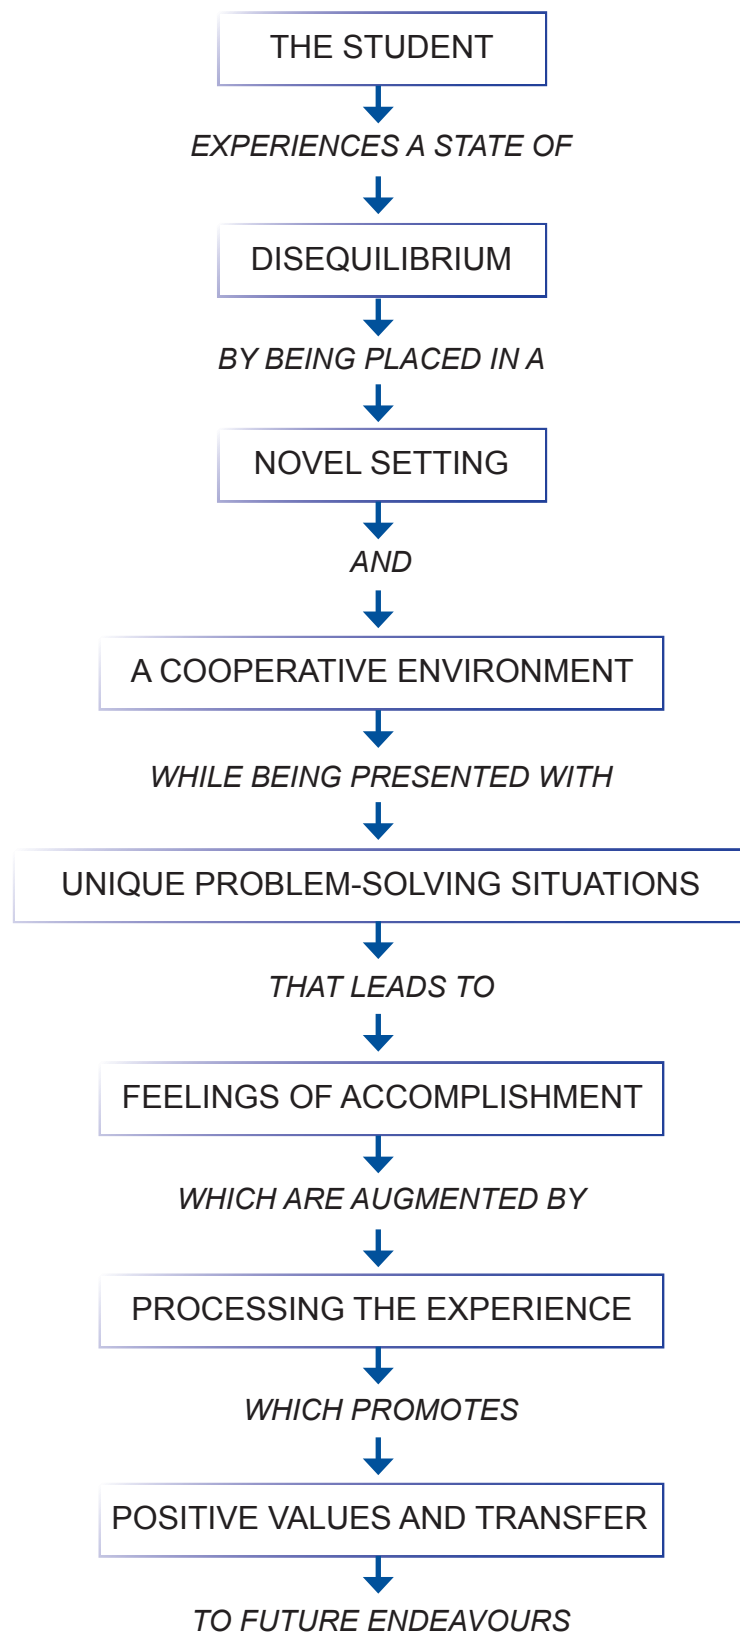 THE STUDENT
EXPERIENCES A STATE OF
DISEQUILIBRIUM
BY BEING PLACED IN A
NOVEL SETTING
AND
A COOPERATIVE ENVIRONMENT
WHILE BEING PRESENTED WITH
UNIQUE PROBLEM-SOLVING SITUATIONS
THAT LEADS TO
FEELINGS OF ACCOMPLISHMENT
WHICH ARE AUGMENTED BY
PROCESSING THE EXPERIENCE
WHICH PROMOTES
POSITIVE VALUES AND TRANSFER
TO FUTURE ENDEAVOURS